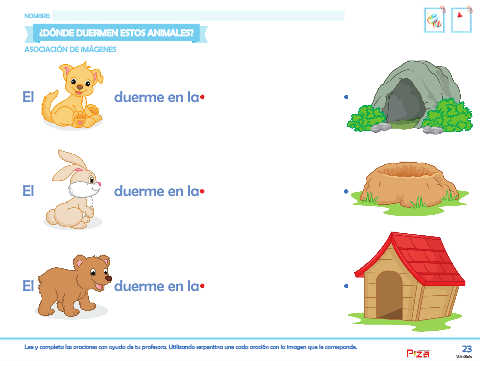 NOMBRE:
¿DÓNDE DUERMEN ESTOS ANIMALES?
ASOCIACIÓN DE IMÁGENES
El duerme en la
El duerme en la
El duerme en la
Lee y completa las oraciones con ayuda de tu profesora. Utilizando serpentina une cada oración con la imagen que le corresponde.
23